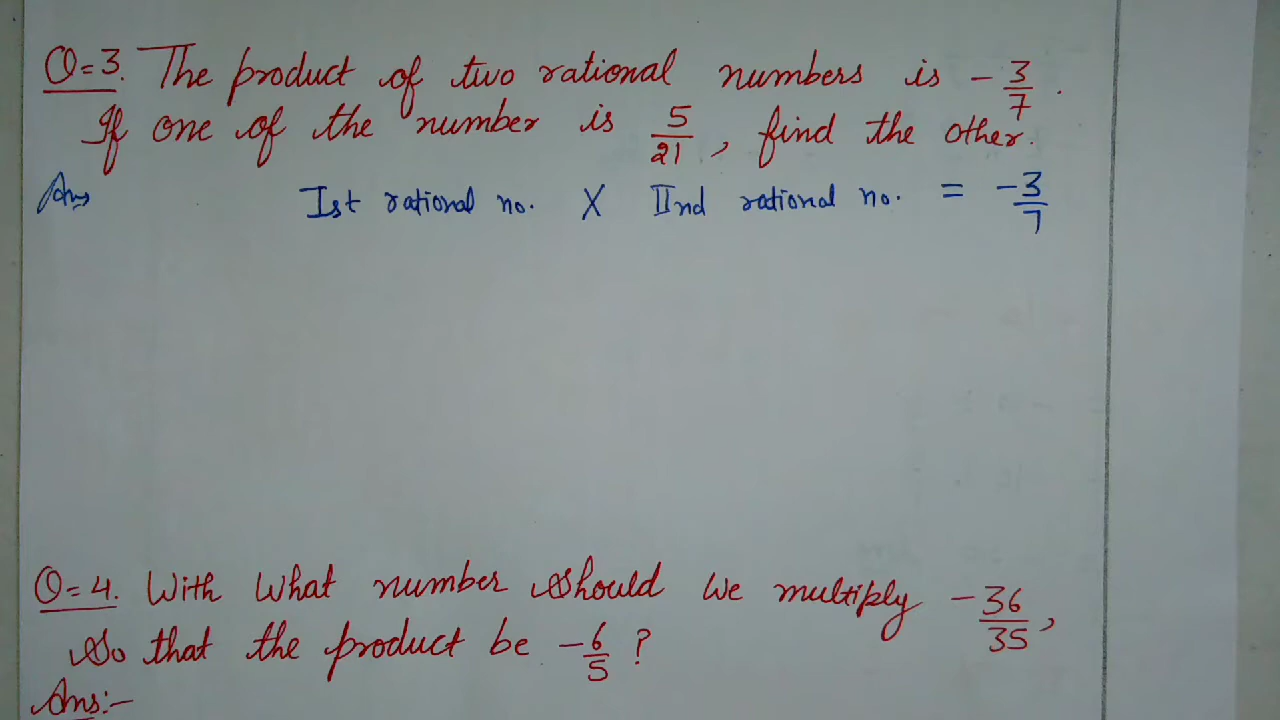 Q=3. The product of two rational numbers is -3/7.
If one of the number is 5/21, find the other.
Ans Ist rational no. X IInd rational no. = -3/7
Q=4. With What number should We multiply -36/35,
So that the product be -6/5 ?
Ans:-